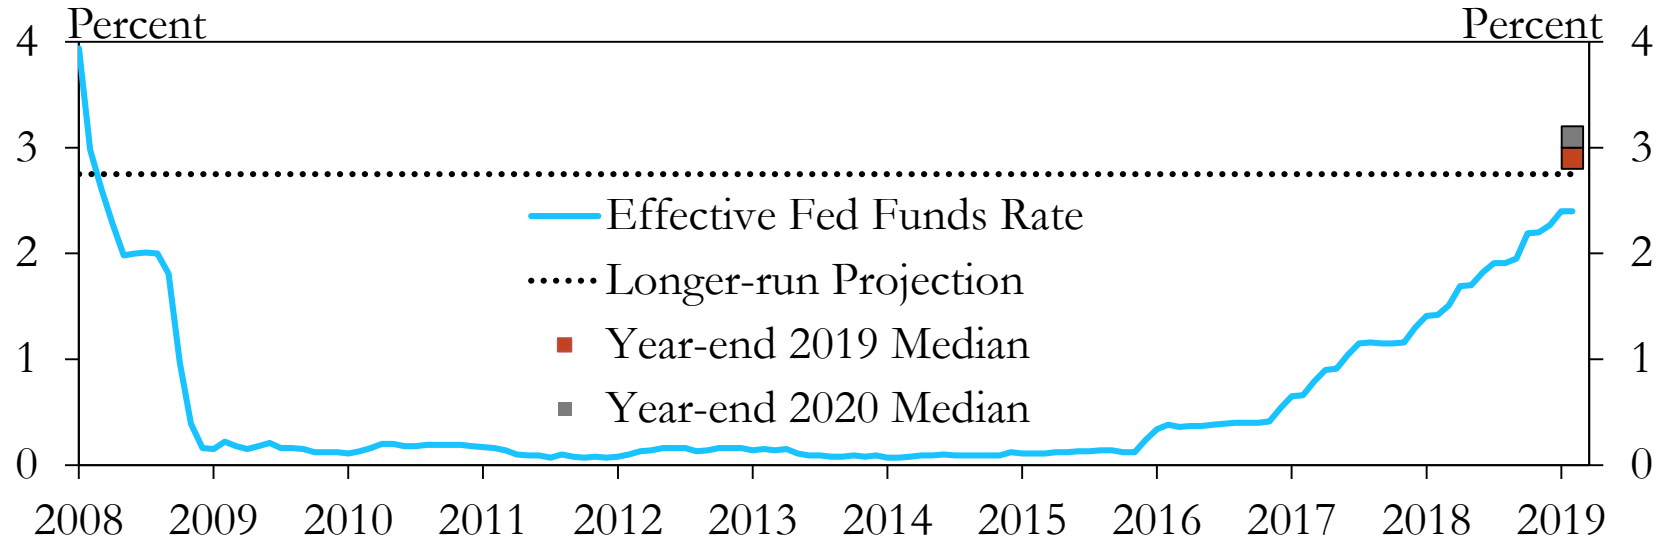 Percent Percent
4 4
3 3
Effective Fed Funds Rate
2 2
Longer-run Projection
Year-end 2019 Median
1 1
Year-end 2020 Median
0 0
2008 2009 2010 2011 2012 2013 2014 2015 2016 2017 2018 2019